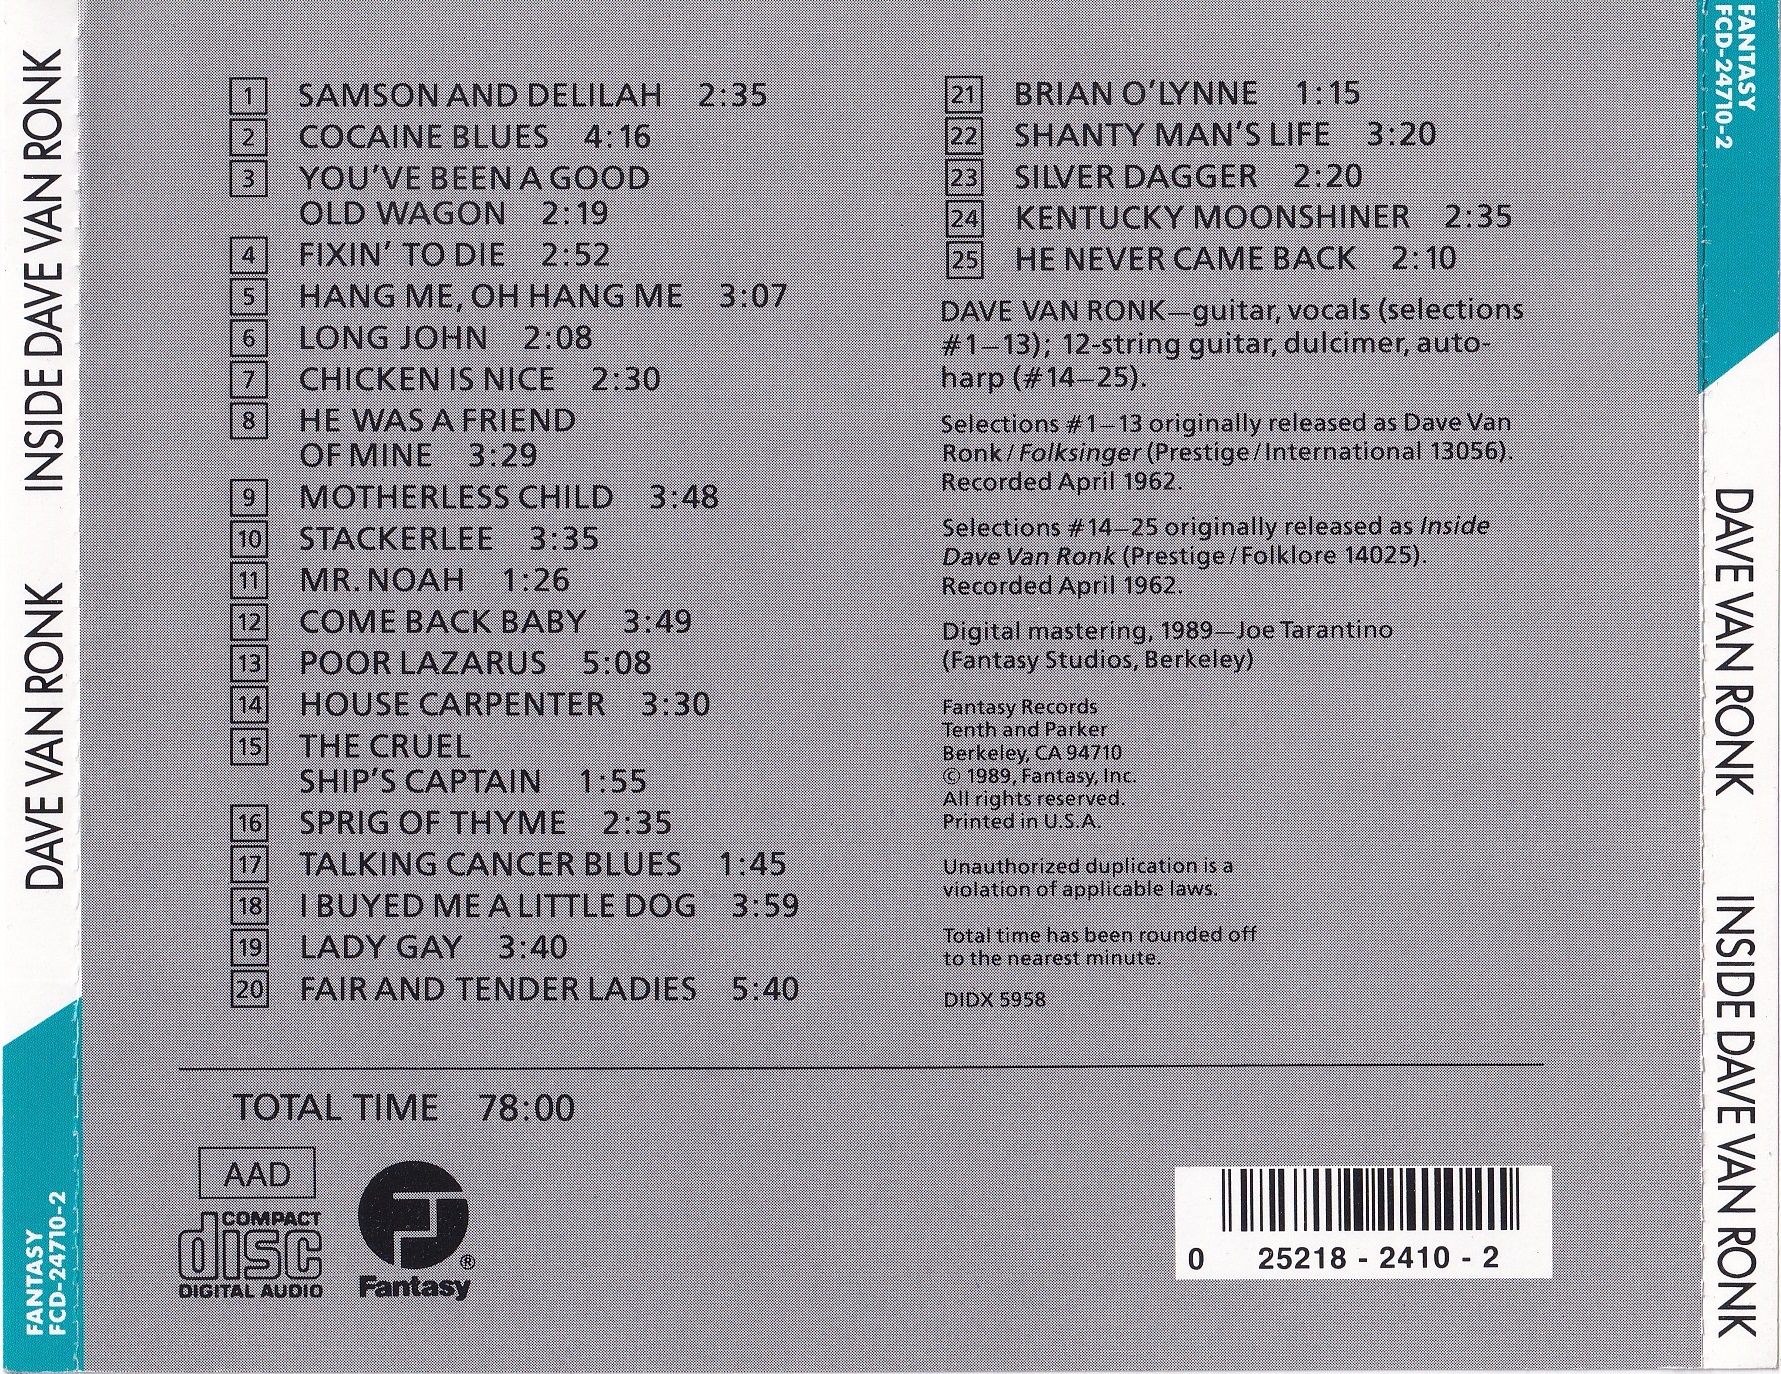 DAVE VAN RONK INSIDE DAVE VAN RONK
FANTASY
FCD-24710-2
1 SAMSON AND DELILAH 2:35
2 COCAINE BLUES 4:16
3 YOU'VE BEEN A GOOD
OLD WAGON 2:19
4 FIXIN' TO DIE 2:52
5 HANG ME, OH HANG ME 3:07
6 LONG JOHN 2:08
7 CHICKEN IS NICE 2:30
8 HE WAS A FRIEND
OF MINE 3:29
9 MOTHERLESS CHILD 3:48
10 STACKERLEE 3:35
11 MR. NOAH 1:26
12 COME BACK BABY 3:49
13 POOR LAZARUS 5:08
14 HOUSE CARPENTER 3:30
15 THE CRUEL
SHIP'S CAPTAIN 1:55
16 SPRIG OF THYME 2:35
17 TALKING CANCER BLUES 1:45
18 I BUYED ME A LITTLE DOG 3:59
19 LADY GAY 3:40
20 FAIR AND TENDER LADIES 5:40
21 BRIAN O'LYNNE 1:15
22 SHANTY MAN'S LIFE 3:20
23 SILVER DAGGER 2:20
24 KENTUCKY MOONSHINER 2:35
25 HE NEVER CAME BACK 2:10
DAVE VAN RONK—guitar, vocals (selections
#1–13); 12-string guitar, dulcimer, auto-
harp (#14–25).
Selections #1–13 originally released as Dave Van
Ronk/Folksinger (Prestige/International 13056).
Recorded April 1962.
Selections #14–25 originally released as Inside
Dave Van Ronk (Prestige/Folklore 14025).
Recorded April 1962.
Digital mastering, 1989—Joe Tarantino
(Fantasy Studios, Berkeley)
Fantasy Records
Tenth and Parker
Berkeley, CA 94710
© 1989, Fantasy, Inc.
All rights reserved.
Printed in U.S.A.
Unauthorized duplication is a
violation of applicable laws.
Total time has been rounded off
to the nearest minute.
DIDX 5958
TOTAL TIME 78:00
AAD
COMPACT
disc
DIGITAL AUDIO
®
Fantasy
0 25218 - 2410 - 2
FANTASY
FCD-24710-2
DAVE VAN RONK INSIDE DAVE VAN RONK